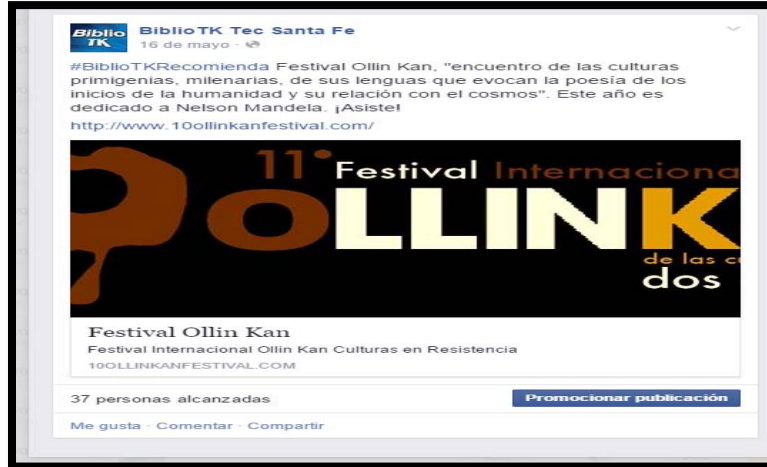 Biblio TK
BiblioTK Tec Santa Fe
16 de mayo ·
#BiblioTKRecomienda Festival Ollin Kan, "encuentro de las culturas
primigenias, milenarias, de sus lenguas que evocan la poesía de los
inicios de la humanidad y su relación con el cosmos". Este año es
dedicado a Nelson Mandela. ¡Asiste!
http://www.10ollinkanfestival.com/
11° Festival Internaciona
OLLINK
de las c
dos
Festival Ollin Kan
Festival Internacional Ollin Kan Culturas en Resistencia
10OLLINKANFESTIVAL.COM
37 personas alcanzadas
Promocionar publicación
Me gusta · Comentar · Compartir